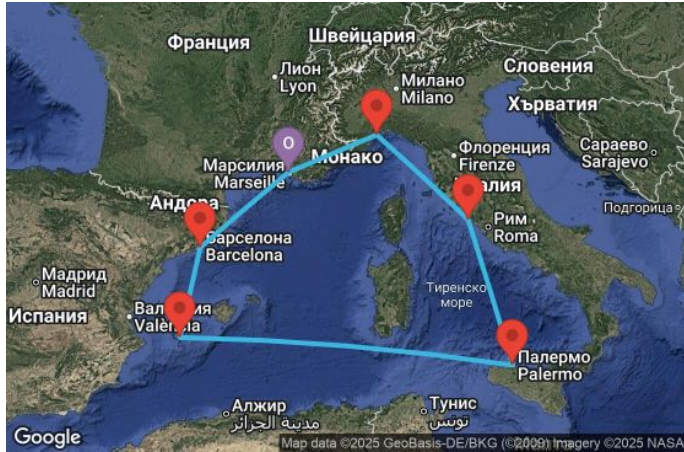 Франция
Швейцария
Лион
Lyon
Милано
Milano
Словения
Хърватия
О
Марсилия
Marseille
Монако
Флоренция
Firenze
Сараево
Sarajevo
Андора
Подгорица
Рим
Roma
Барселона
Barcelona
Мадрид
Madrid
Испания
València
Тиренско
море
Палермо
Palermo
Алжир
مدينة الجزائر
Тунис
تونس
Google
Map data ©2025 GeoBasis-DE/BKG (©2009) Imagery ©2025 NASA